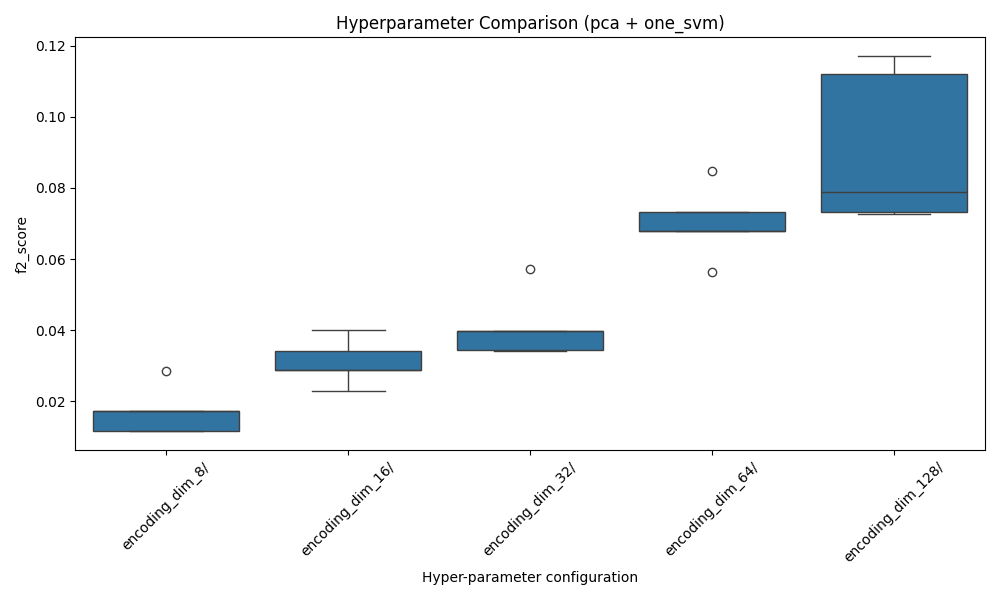 Hyperparameter Comparison (pca + one_svm)
0.12
0.10
0.08
0.06
0.04
0.02
f2_score
encoding_dim_8/
encoding_dim_16/
encoding_dim_32/
encoding_dim_64/
encoding_dim_128/
Hyper-parameter configuration